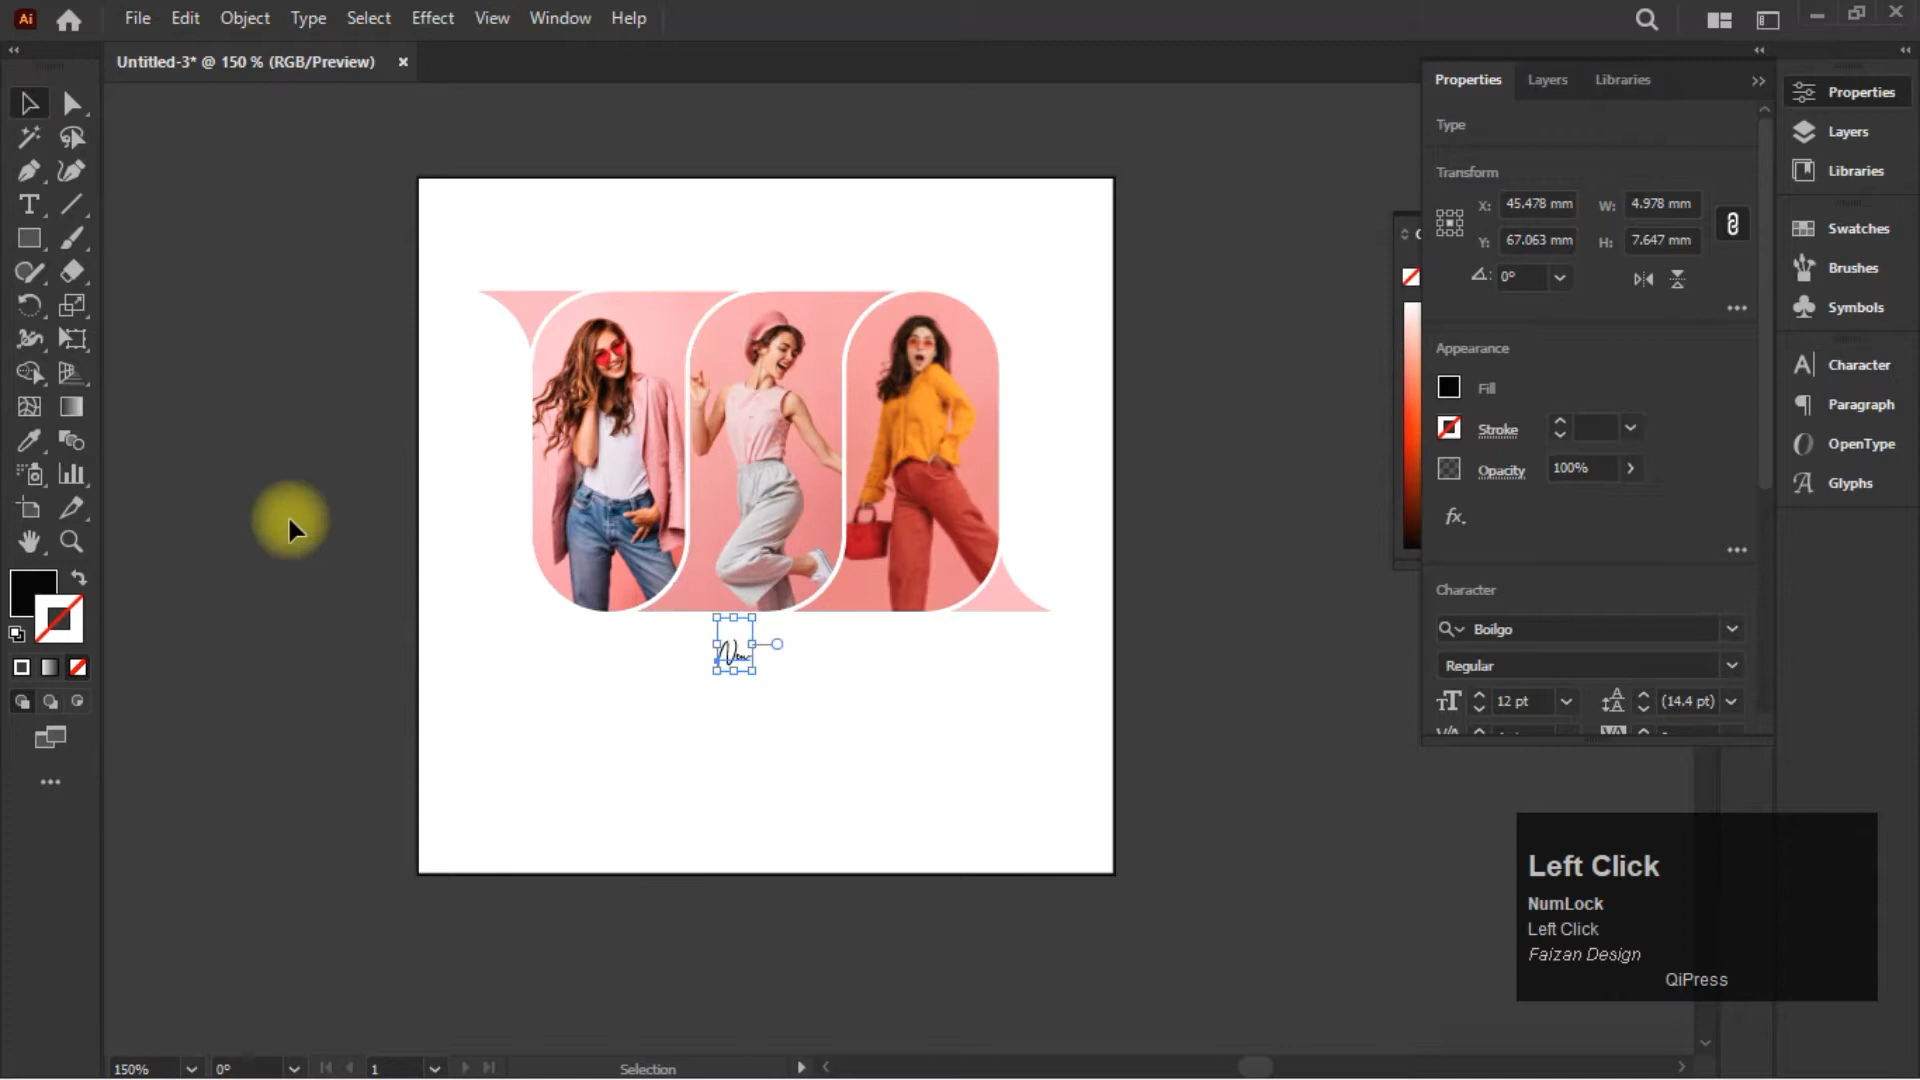 Ai
File Edit Object Type Select Effect View Window Help
Untitled-3* @ 150 % (RGB/Preview)
Properties Layers Libraries
Type
Transform
X: 45.478 mm W: 4.978 mm
Y: 67.063 mm H: 7.647 mm
0°
Appearance
Fill
Stroke
Opacity 100%
fx.
Character
Boilgo
Regular
12 pt (14.4 pt)
Properties
Layers
Libraries
Swatches
Brushes
Symbols
Character
Paragraph
OpenType
Glyphs
New
Left Click
NumLock
Left Click
Faizan Design
QiPress
150% 0° 1 Selection